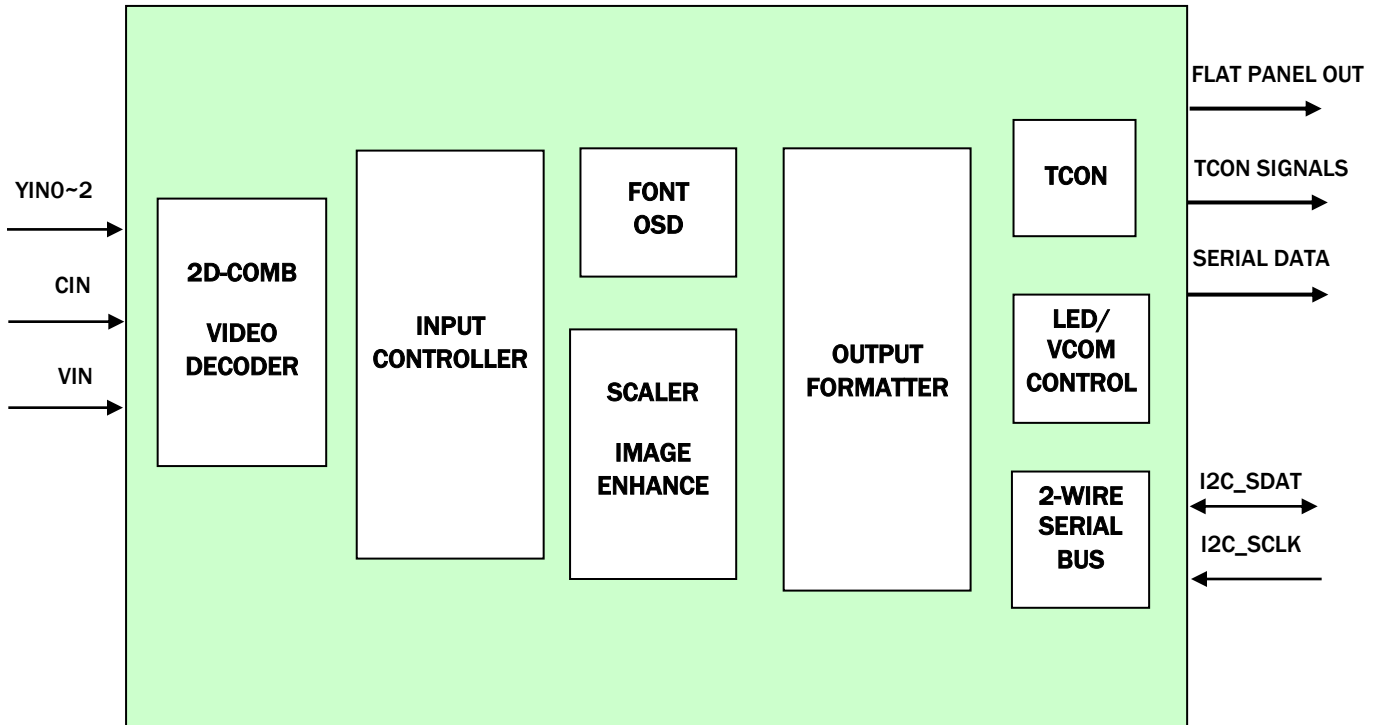 YIN0~2
CIN
VIN
2D-COMB
VIDEO
DECODER
INPUT
CONTROLLER
FONT
OSD
SCALER
IMAGE
ENHANCE
OUTPUT
FORMATTER
TCON
LED/
VCOM
CONTROL
2-WIRE
SERIAL
BUS
FLAT PANEL OUT
TCON SIGNALS
SERIAL DATA
I2C_SDAT
I2C_SCLK